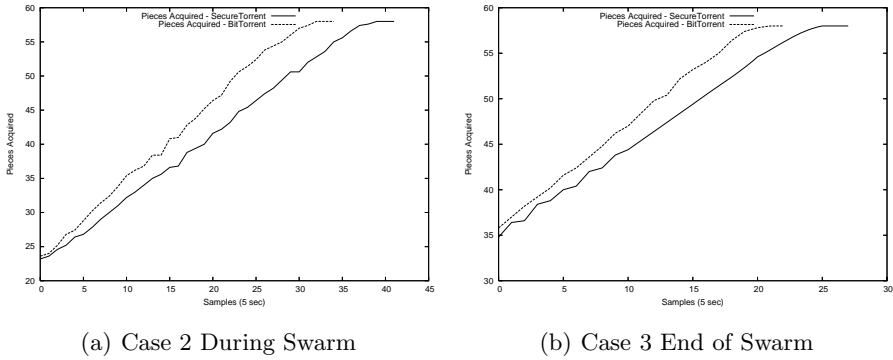 Pieces Acquired - SecureTorrent
Pieces Acquired - BitTorrent
60
55
50
45
40
35
30
25
20
Pieces Acquired
0 5 10 15 20 25 30 35 40 45
Samples (5 sec)
(a) Case 2 During Swarm
Pieces Acquired - SecureTorrent
Pieces Acquired - BitTorrent
60
55
50
45
40
35
30
Pieces Acquired
0 5 10 15 20 25 30
Samples (5 sec)
(b) Case 3 End of Swarm